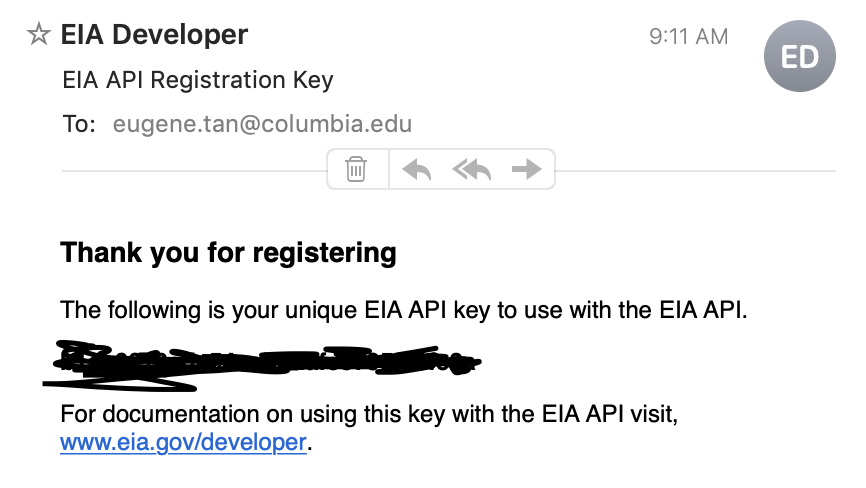 EIA Developer
9:11 AM
ED
EIA API Registration Key
To: eugene.tan@columbia.edu
Thank you for registering
The following is your unique EIA API key to use with the EIA API.
For documentation on using this key with the EIA API visit,
www.eia.gov/developer.